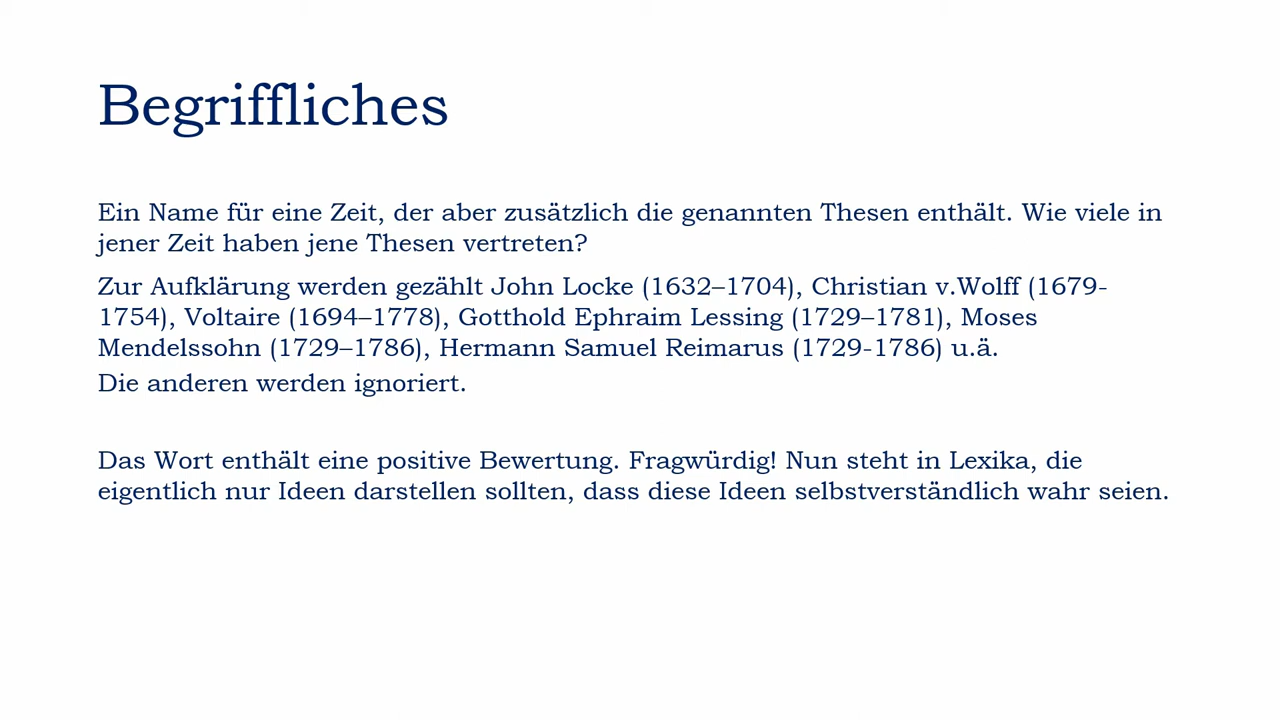 Begriffliches
Ein Name für eine Zeit, der aber zusätzlich die genannten Thesen enthält. Wie viele in
jener Zeit haben jene Thesen vertreten?
Zur Aufklärung werden gezählt John Locke (1632–1704), Christian v.Wolff (1679-
1754), Voltaire (1694–1778), Gotthold Ephraim Lessing (1729–1781), Moses
Mendelssohn (1729–1786), Hermann Samuel Reimarus (1729-1786) u.ä.
Die anderen werden ignoriert.
Das Wort enthält eine positive Bewertung. Fragwürdig! Nun steht in Lexika, die
eigentlich nur Ideen darstellen sollten, dass diese Ideen selbstverständlich wahr seien.